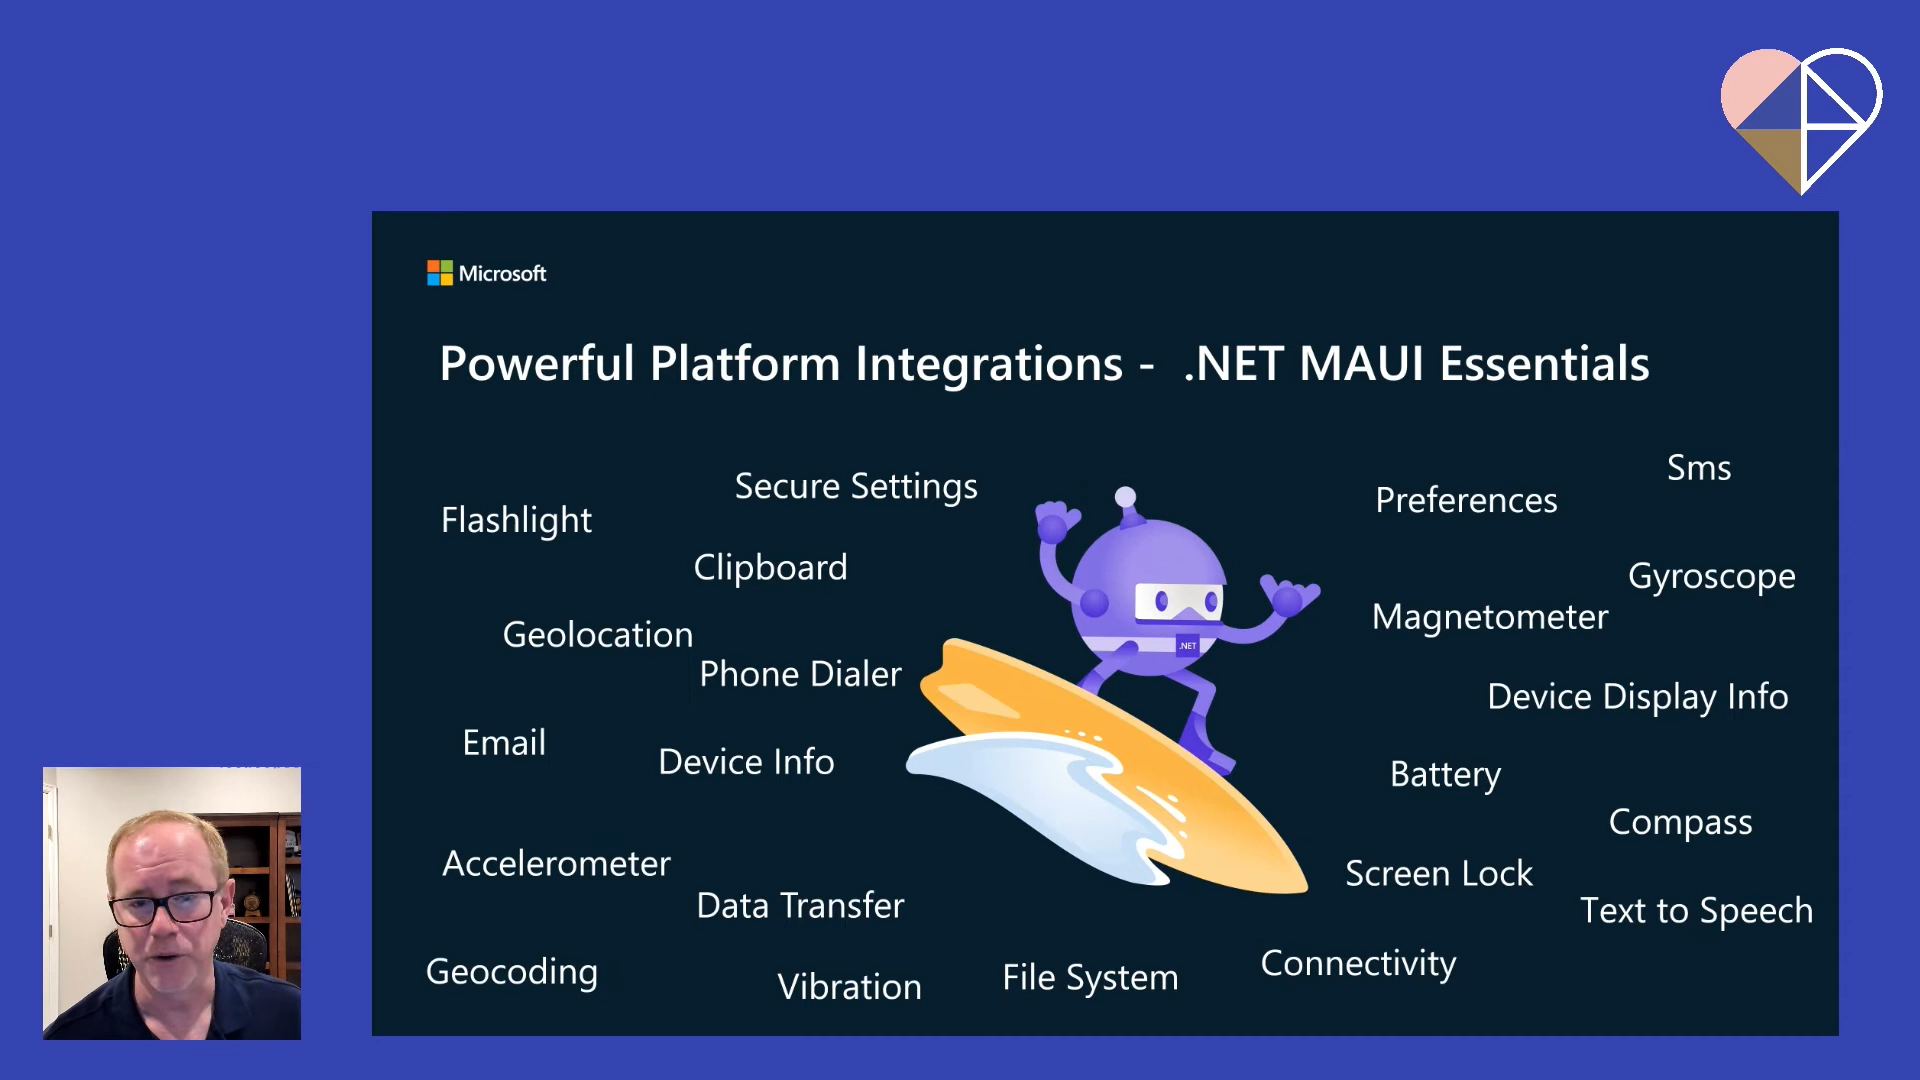 Microsoft
Powerful Platform Integrations - .NET MAUI Essentials
Sms
Secure Settings
Preferences
Flashlight
Clipboard
Gyroscope
Magnetometer
Geolocation
.NET
Phone Dialer
Device Display Info
Email
Device Info
Battery
Compass
Accelerometer
Screen Lock
Data Transfer
Text to Speech
Connectivity
Geocoding
File System
Vibration